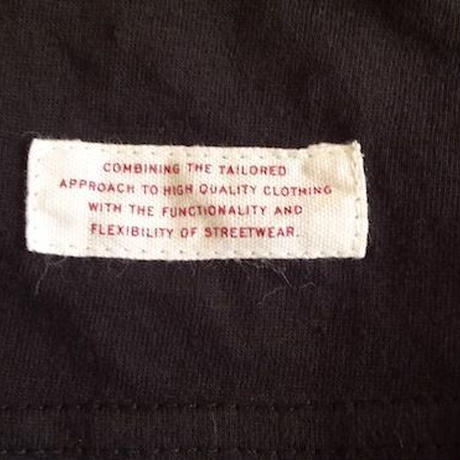 COMBINING THE TAILORED
APPROACH TO HIGH QUALITY CLOTHING
WITH THE FUNCTIONALITY AND
FLEXIBILITY OF STREETWEAR.